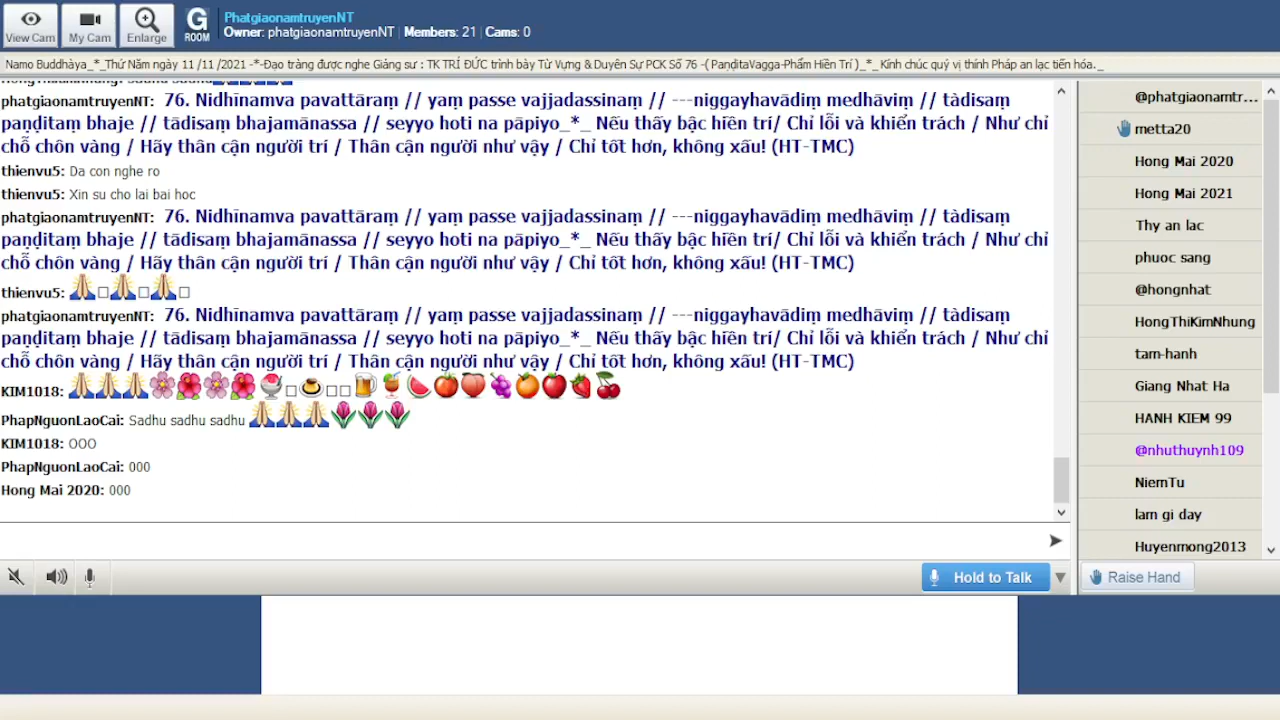 View Cam
My Cam
Enlarge
G
ROOM
PhatgiaonamtruyenNT
Owner: phatgiaonamtruyenNT | Members: 21 | Cams: 0
Namo Buddhàya_*_Thứ Năm ngày 11 /11 /2021 -*-Đạo tràng được nghe Giảng sư : TK TRÍ ĐỨC trình bày Từ Vựng & Duyên Sự PCK Số 76 -( PaṇḍitaVagga-Phẩm Hiền Trí )_*_Kính chúc quý vị thính Pháp an lạc tiến hóa._
phatgiaonamtruyenNT: 76. Nidhīnamva pavattāraṃ // yaṃ passe vajjadassinaṃ // ---niggayhavādiṃ medhāviṃ // tàdisaṃ
paṇḍitaṃ bhaje // tādisaṃ bhajamānassa // seyyo hoti na pāpiyo_*_ Nếu thấy bậc hiền trí/ Chỉ lỗi và khiển trách / Như chỉ
chỗ chôn vàng / Hãy thân cận người trí / Thân cận người như vậy / Chỉ tốt hơn, không xấu! (HT-TMC)
thienvu5: Da con nghe ro
thienvu5: Xin su cho lai bai hoc
phatgiaonamtruyenNT: 76. Nidhīnamva pavattāraṃ // yaṃ passe vajjadassinaṃ // ---niggayhavādiṃ medhāviṃ // tàdisaṃ
paṇḍitaṃ bhaje // tādisaṃ bhajamānassa // seyyo hoti na pāpiyo_*_ Nếu thấy bậc hiền trí/ Chỉ lỗi và khiển trách / Như chỉ
chỗ chôn vàng / Hãy thân cận người trí / Thân cận người như vậy / Chỉ tốt hơn, không xấu! (HT-TMC)
thienvu5: 🙏🙏🙏
phatgiaonamtruyenNT: 76. Nidhīnamva pavattāraṃ // yaṃ passe vajjadassinaṃ // ---niggayhavādiṃ medhāviṃ // tàdisaṃ
paṇḍitaṃ bhaje // tādisaṃ bhajamānassa // seyyo hoti na pāpiyo_*_ Nếu thấy bậc hiền trí/ Chỉ lỗi và khiển trách / Như chỉ
chỗ chôn vàng / Hãy thân cận người trí / Thân cận người như vậy / Chỉ tốt hơn, không xấu! (HT-TMC)
KIM1018: 🙏🙏🙏🌸🌺🌸🌺🍨🍮🍺🍹🍉🍅🍑🍇🍊🍎🍓🍒
PhapNguonLaoCai: Sadhu sadhu sadhu 🙏🙏🙏🌷🌷🌷
KIM1018: OOO
PhapNguonLaoCai: 000
Hong Mai 2020: 000
@phatgiaonamtr...
metta20
Hong Mai 2020
Hong Mai 2021
Thy an lac
phuoc sang
@hongnhat
HongThiKimNhung
tam-hanh
Giang Nhat Ha
HANH KIEM 99
@nhuthuynh109
NiemTu
lam gi day
Huyenmong2013
Hold to Talk
Raise Hand